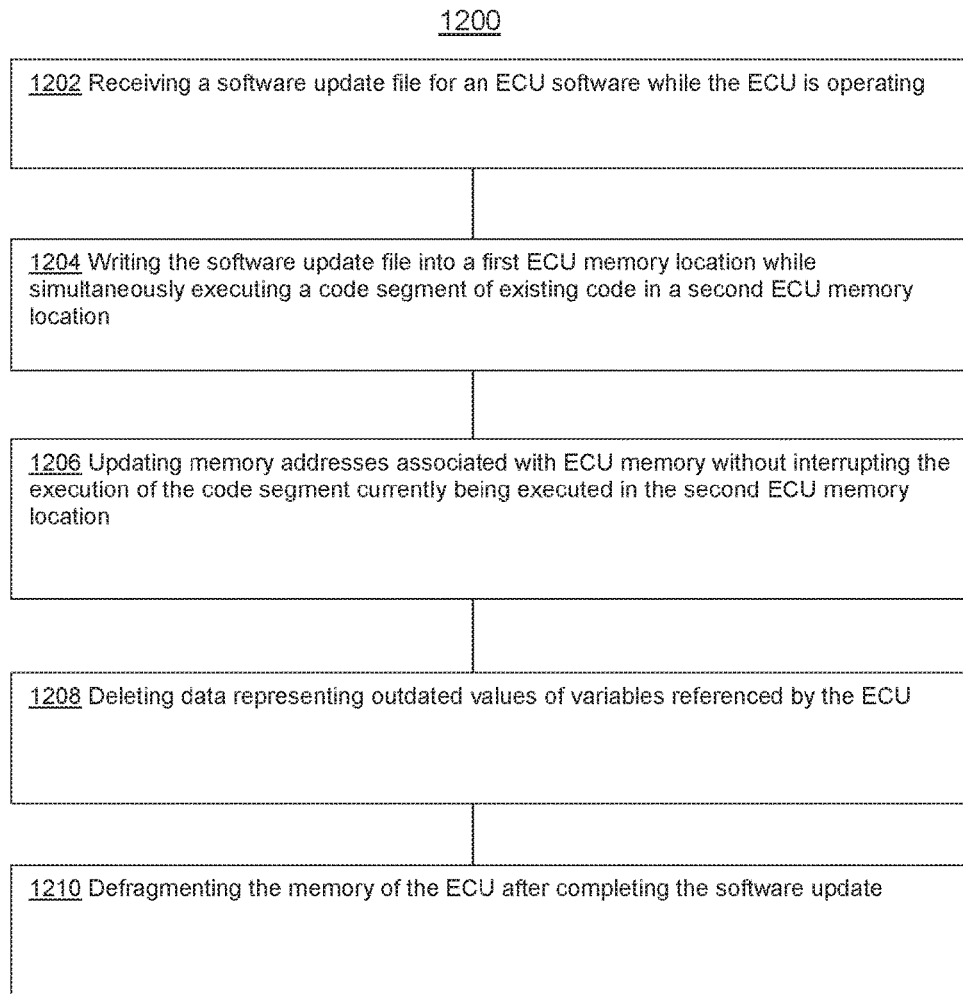 1200
1202 Receiving a software update file for an ECU software while the ECU is operating
1204 Writing the software update file into a first ECU memory location while
simultaneously executing a code segment of existing code in a second ECU memory
location
1206 Updating memory addresses associated with ECU memory without interrupting the
execution of the code segment currently being executed in the second ECU memory
location
1208 Deleting data representing outdated values of variables referenced by the ECU
1210 Defragmenting the memory of the ECU after completing the software update